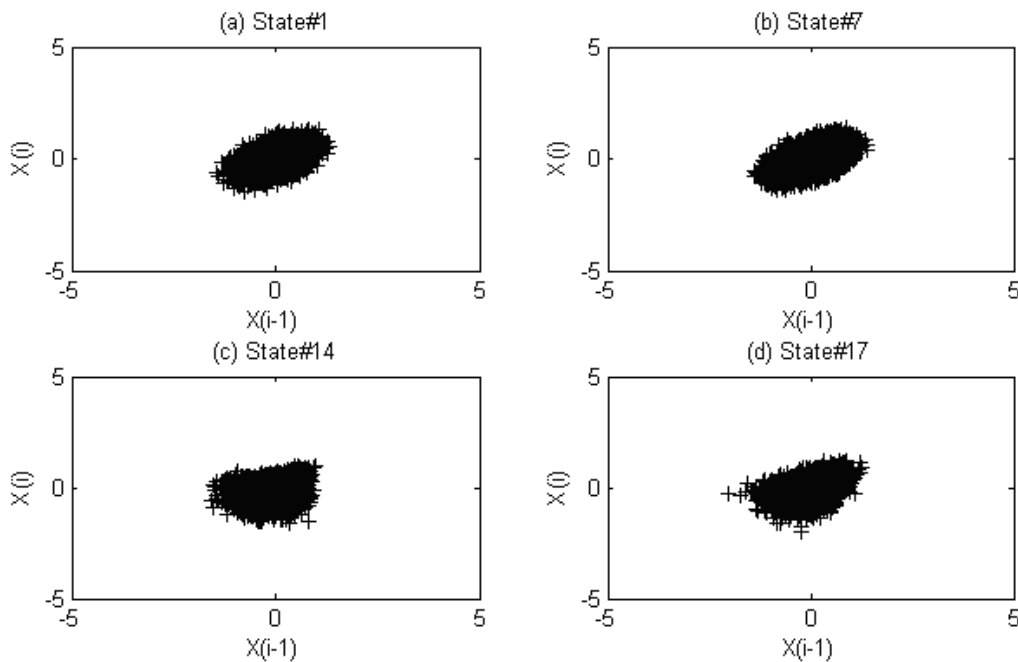 (a) State#1
5
0
-5
X(i)
-5 0 5
X(i-1)
(b) State#7
5
0
-5
X(i)
-5 0 5
X(i-1)
(c) State#14
5
0
-5
X(i)
-5 0 5
X(i-1)
(d) State#17
5
0
-5
X(i)
-5 0 5
X(i-1)